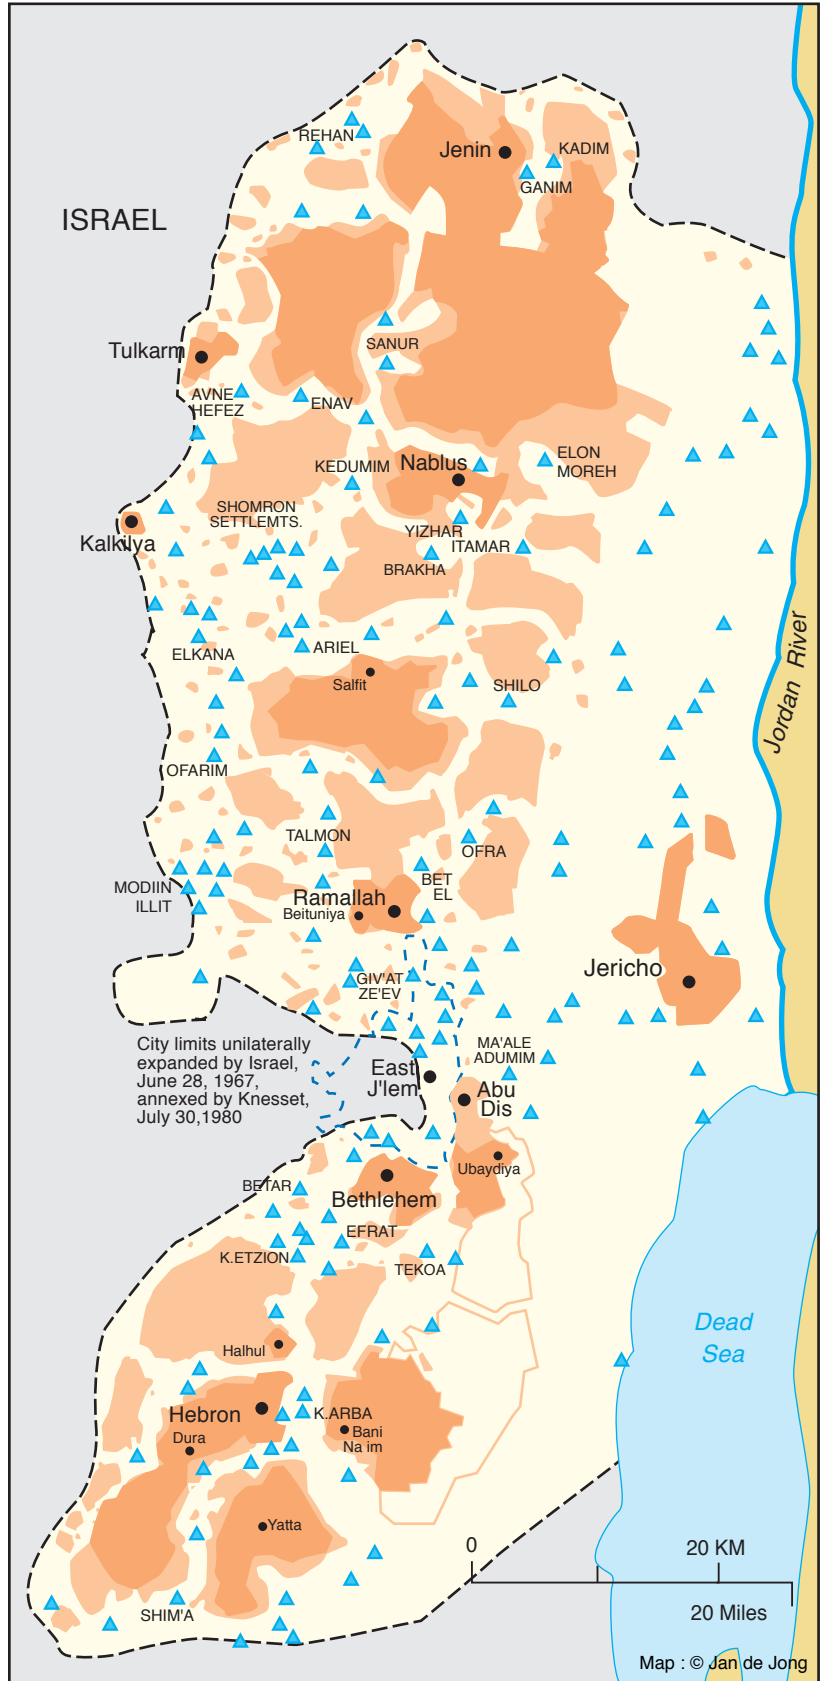 REHAN
Jenin
KADIM
GANIM
ISRAEL
SANUR
Tulkarm
AVNE
HEFEZ
ENAV
KEDUMIM
Nablus
ELON
MOREH
SHOMRON
SETTLEMTS.
Kalkilya
YIZHAR
ITAMAR
BRAKHA
ELKANA
ARIEL
Salfit
SHILO
Jordan River
OFARIM
TALMON
OFRA
BET
EL
MODIIN
ILLIT
Ramallah
Beituniya
Jericho
GIV'AT
ZE'EV
City limits unilaterally
expanded by Israel,
June 28, 1967,
annexed by Knesset,
July 30,1980
East
J'lem
MA'ALE
ADUMIM
Abu
Dis
Ubaydiya
BETAR
Bethlehem
EFRAT
K.ETZION
TEKOA
Dead
Sea
Halhul
Hebron
K.ARBA
Dura
Bani
Na im
Yatta
0
20 KM
20 Miles
SHIM'A
Map : © Jan de Jong